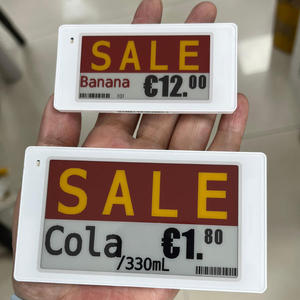 SALE
Banana €12.00
SALE
Cola €1.80
/330mL